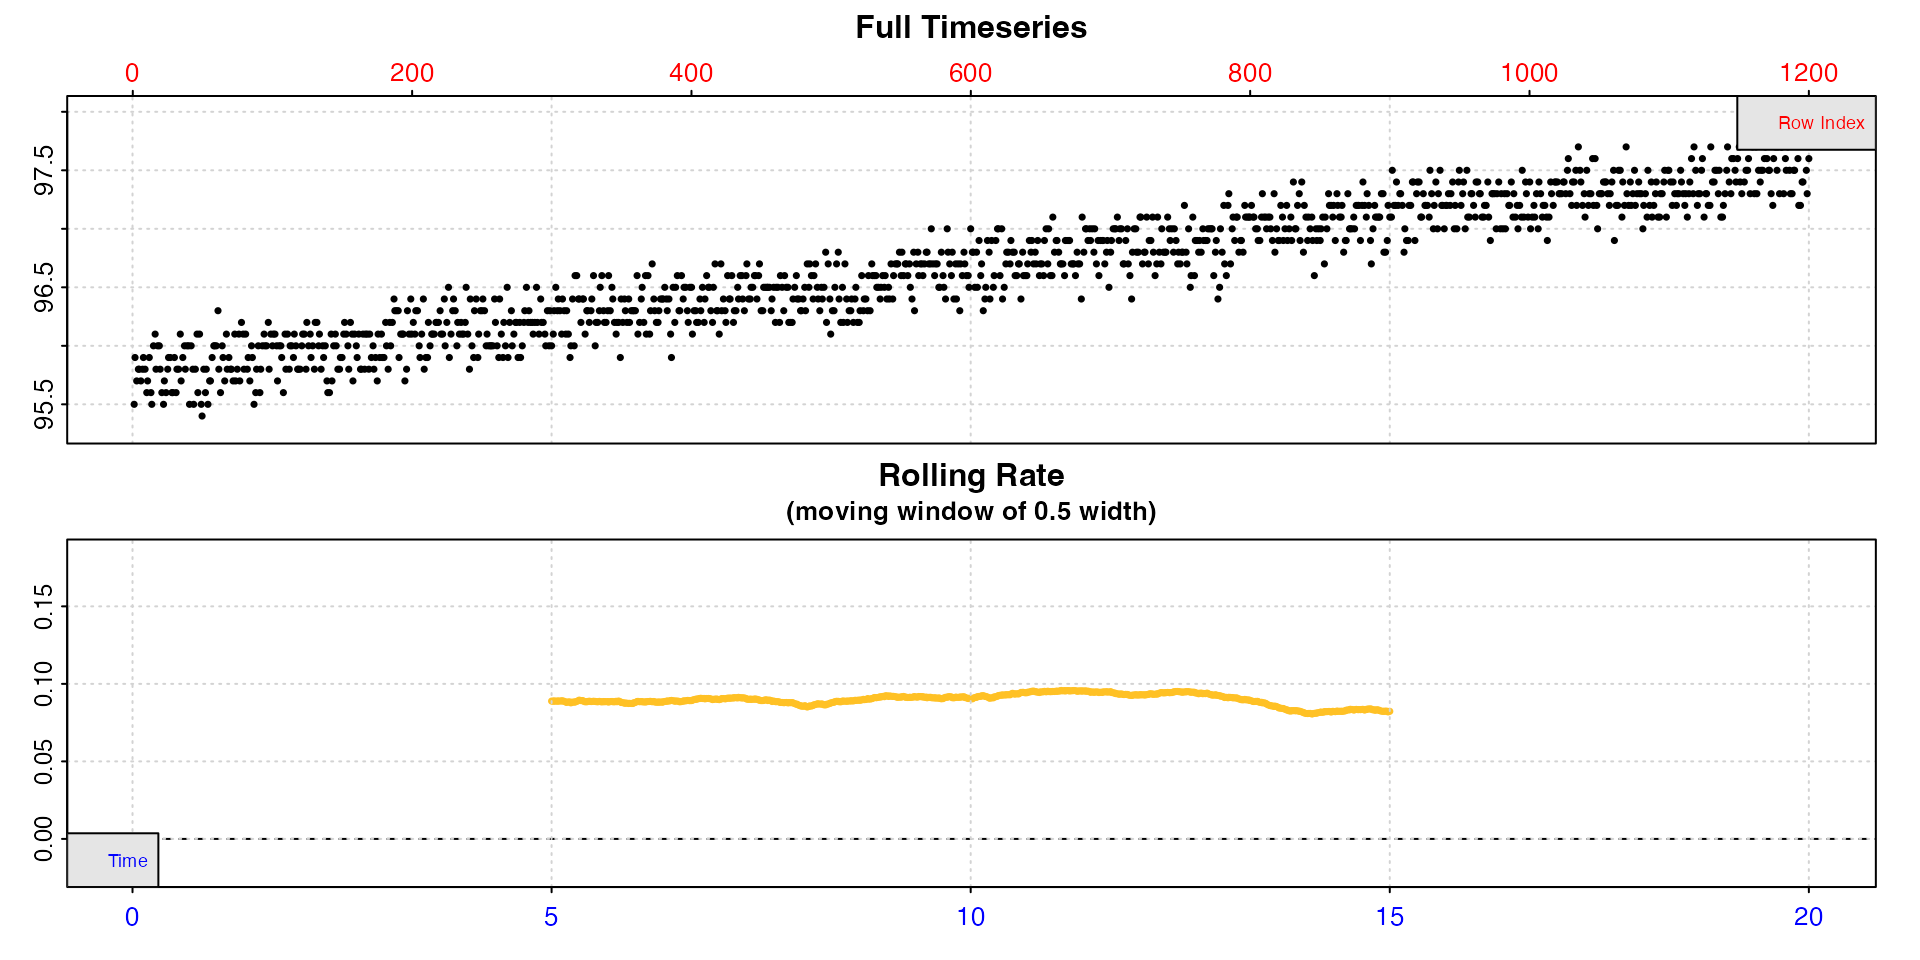 Full Timeseries
0 200 400 600 800 1000 1200
Row Index
97.5
96.5
95.5
Rolling Rate
(moving window of 0.5 width)
0.15
0.10
0.05
0.00
Time
0 5 10 15 20